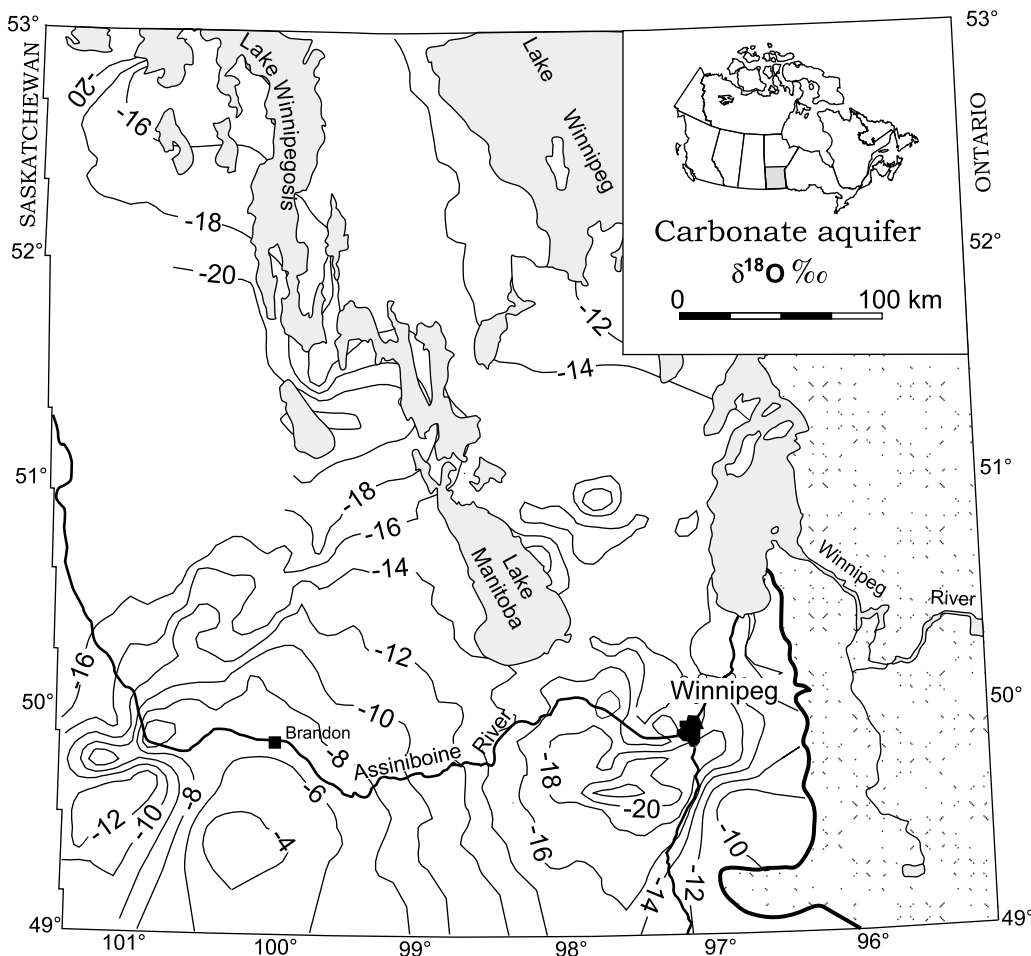 53°
53°
SASKATCHEWAN
ONTARIO
Lake Winnipegosis
Lake
Winnipeg
-20
-16
-18
-20
-12
-14
Carbonate aquifer
δ18O ‰
0
100 km
52°
52°
51°
51°
-18
-16
-14
Lake
Manitoba
Winnipeg
River
-12
-16
50°
50°
-10
Winnipeg
Brandon
-8
Assiniboine River
-6
-8
-10
-12
-4
-18
-20
-16
-10
-14
-12
49°
49°
101°
100°
99°
98°
97°
96°